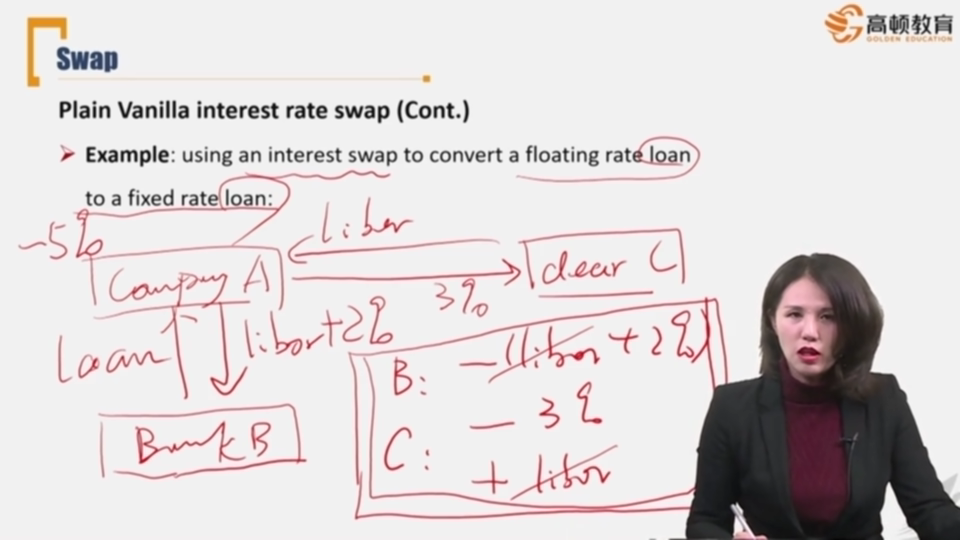 高顿教育
GOLDEN EDUCATION
Swap
Plain Vanilla interest rate swap (Cont.)
Example: using an interest swap to convert a floating rate loan
to a fixed rate loan:
-5%
libor
Company A
dear C
3%
loan
libor+2%
B: -(libor+2%)
- 3%
C:
+ libor
Bank B